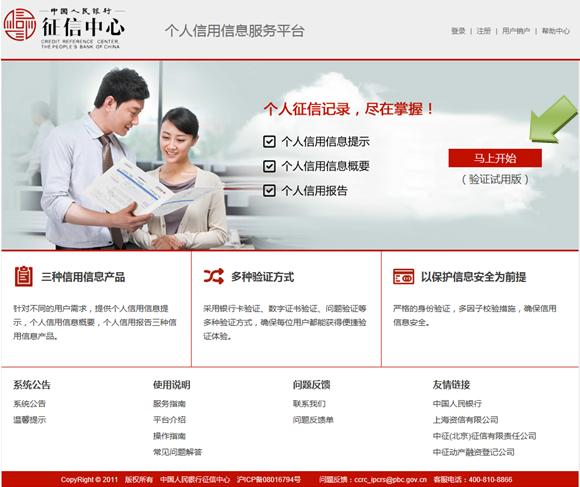 中国人民银行
征信中心
CREDIT REFERENCE CENTER,
THE PEOPLE'S BANK OF CHINA
个人信用信息服务平台
登录 | 注册 | 用户销户 | 帮助中心
个人征信记录，尽在掌握！
个人信用信息提示
个人信用信息概要
个人信用报告
马上开始
（验证试用版）
三种信用信息产品
针对不同的用户需求，提供个人信用信息提
示，个人信用信息概要，个人信用报告三种信
用信息产品。
多种验证方式
采用银行卡验证、数字证书验证、问题验证等
多种验证方式，确保每位用户都能获得便捷验
证体验。
以保护信息安全为前提
严格的身份验证，多因子校验措施，确保信用
信息安全。
系统公告
系统公告
温馨提示
使用说明
服务指南
平台介绍
操作指南
常见问题解答
问题反馈
联系我们
问题反馈单
友情链接
中国人民银行
上海资信有限公司
中征(北京)征信有限责任公司
中征动产融资登记公司
CopyRight © 2011 版权所有 中国人民银行征信中心 沪ICP备08016794号 问题反馈：ccrc_ipcrs@pbc.gov.cn 客服电话：400-810-8866